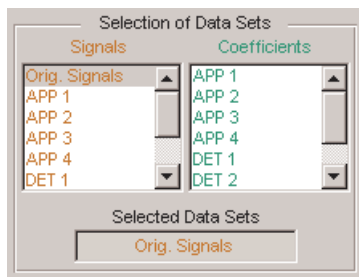 Selection of Data Sets
Signals
Coefficients
Orig. Signals
APP 1
APP 2
APP 3
APP 4
DET 1
APP 1
APP 2
APP 3
APP 4
DET 1
DET 2
Selected Data Sets
Orig. Signals